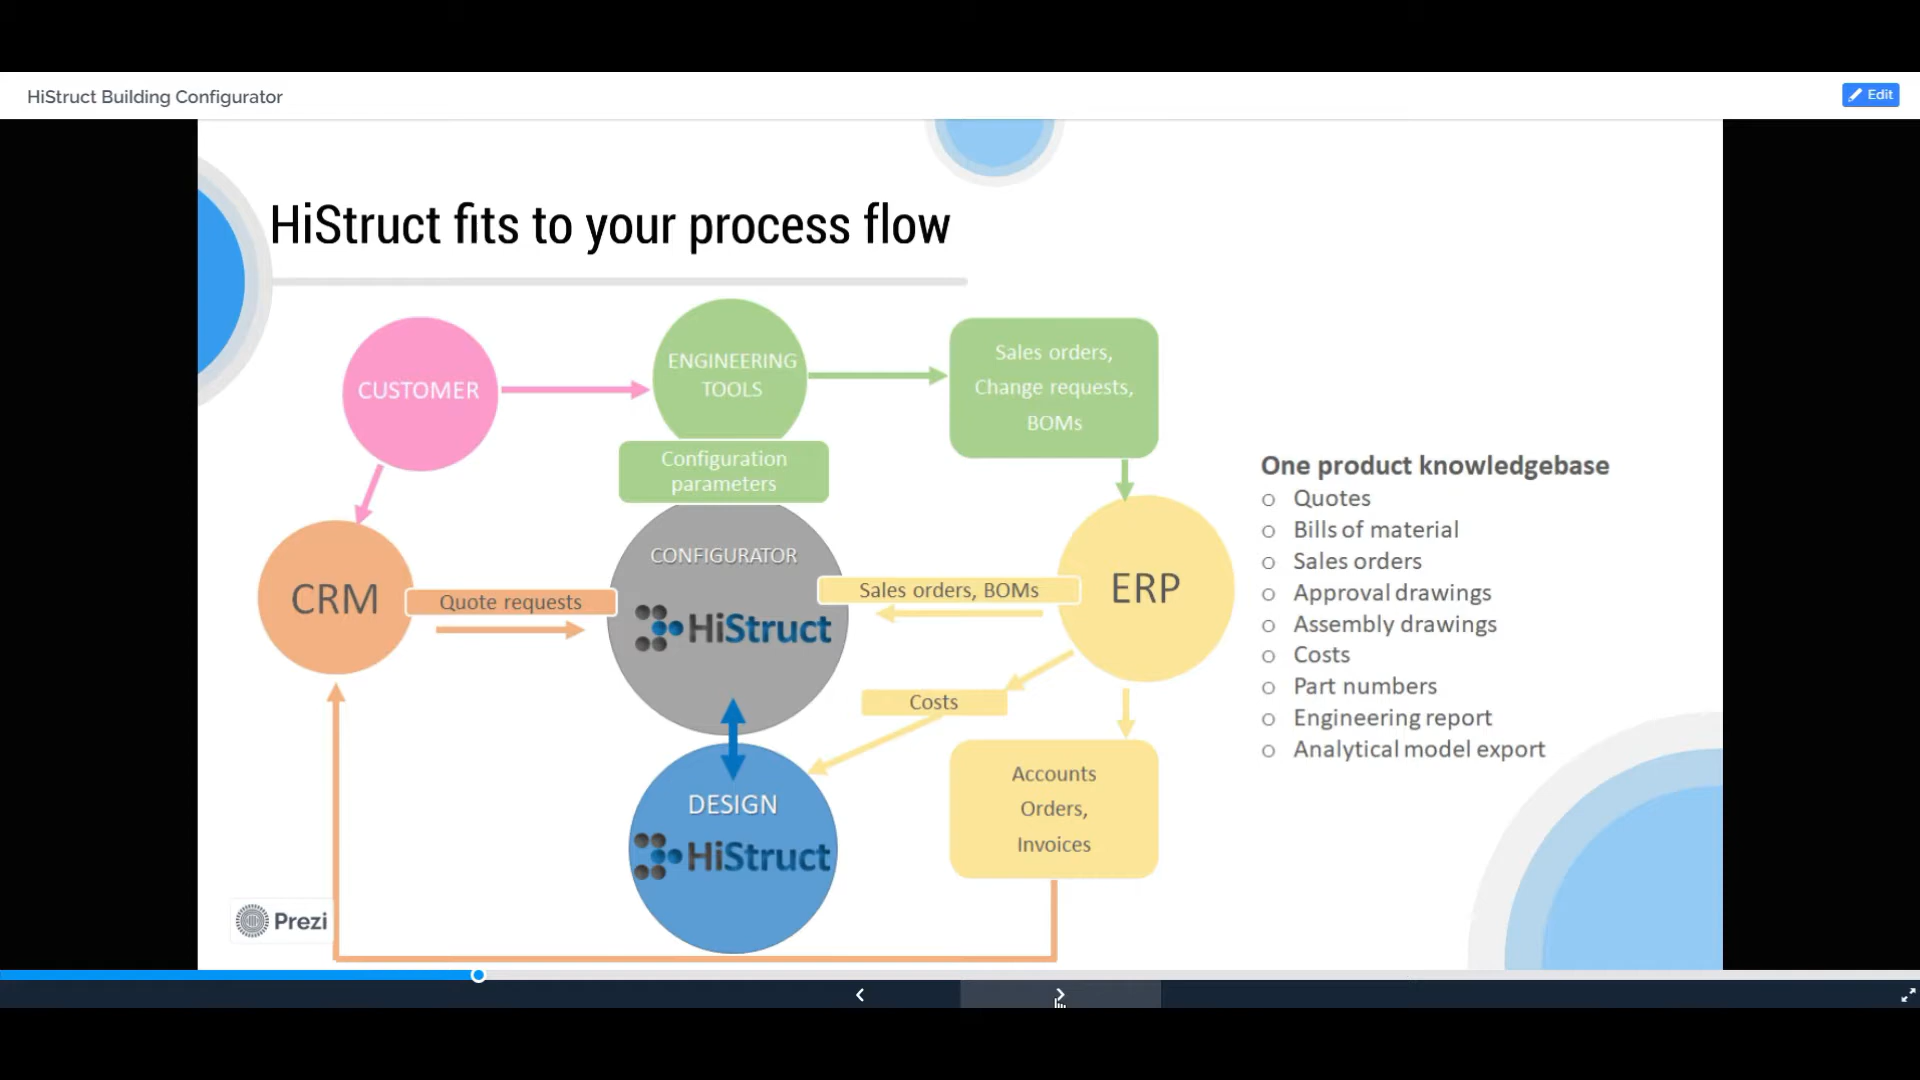 HiStruct Building Configurator
Edit
HiStruct fits to your process flow
CUSTOMER
ENGINEERING
TOOLS
Sales orders,
Change requests,
BOMs
Configuration
parameters
CRM
Quote requests
CONFIGURATOR
HiStruct
Sales orders, BOMs
ERP
Costs
DESIGN
HiStruct
Accounts
Orders,
Invoices
One product knowledgebase
o Quotes
o Bills of material
o Sales orders
o Approval drawings
o Assembly drawings
o Costs
o Part numbers
o Engineering report
o Analytical model export
Prezi